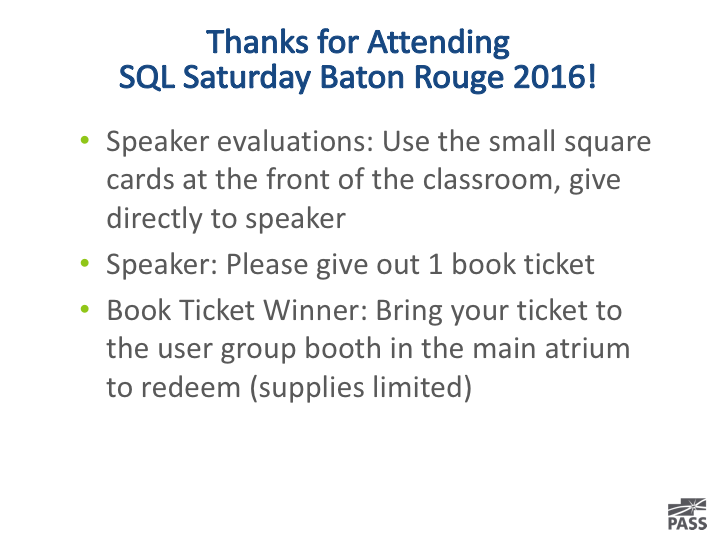 Thanks for Attending
SQL Saturday Baton Rouge 2016!
• Speaker evaluations: Use the small square
cards at the front of the classroom, give
directly to speaker
• Speaker: Please give out 1 book ticket
• Book Ticket Winner: Bring your ticket to
the user group booth in the main atrium
to redeem (supplies limited)
PASS